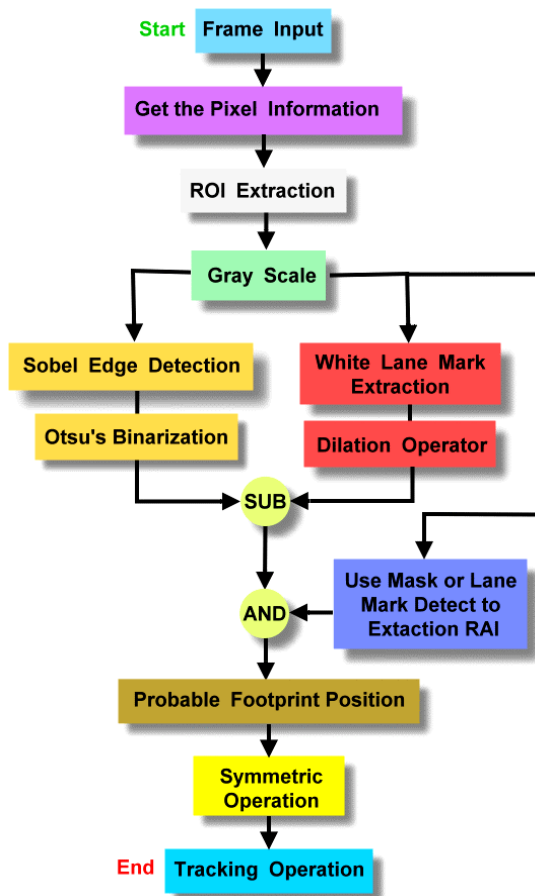 Start
Frame Input
Get the Pixel Information
ROI Extraction
Gray Scale
Sobel Edge Detection
Otsu's Binarization
White Lane Mark
Extraction
Dilation Operator
SUB
Use Mask or Lane
Mark Detect to
Extaction RAI
AND
Probable Footprint Position
Symmetric
Operation
End
Tracking Operation